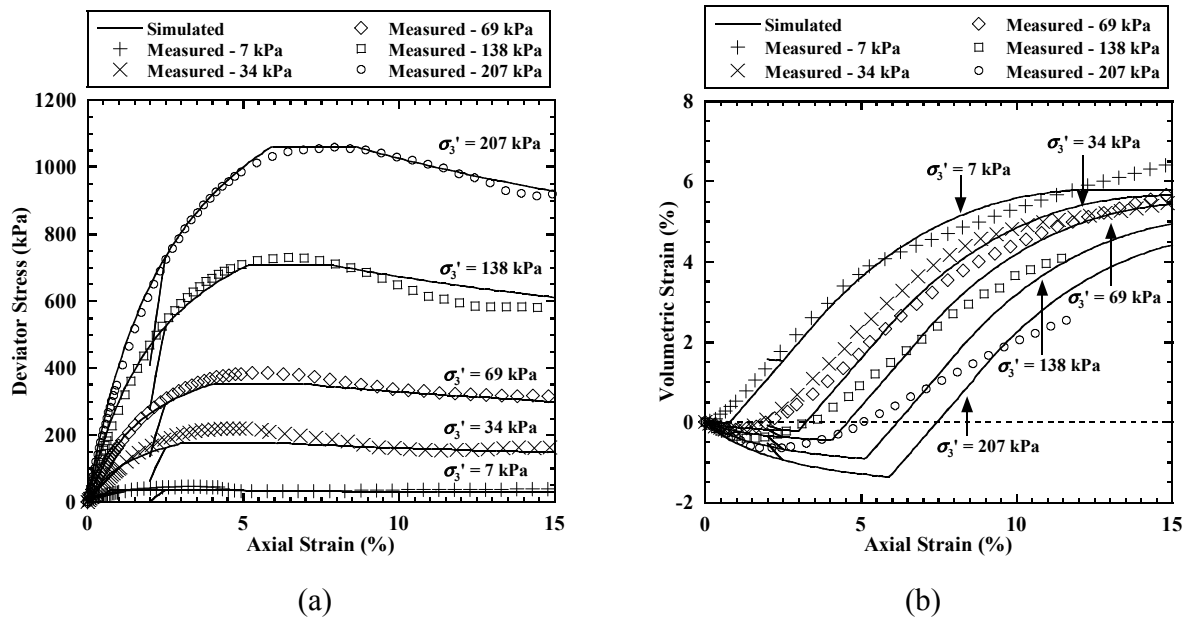 Simulated
Measured - 7 kPa
Measured - 34 kPa
Measured - 69 kPa
Measured - 138 kPa
Measured - 207 kPa
1200
1000
800
600
400
200
0
Deviator Stress (kPa)
σ3' = 207 kPa
σ3' = 138 kPa
σ3' = 69 kPa
σ3' = 34 kPa
σ3' = 7 kPa
0 5 10 15
Axial Strain (%)
(a)
Simulated
Measured - 7 kPa
Measured - 34 kPa
Measured - 69 kPa
Measured - 138 kPa
Measured - 207 kPa
8
6
4
2
0
-2
Volumetric Strain (%)
σ3' = 34 kPa
σ3' = 7 kPa
σ3' = 69 kPa
σ3' = 138 kPa
σ3' = 207 kPa
0 5 10 15
Axial Strain (%)
(b)